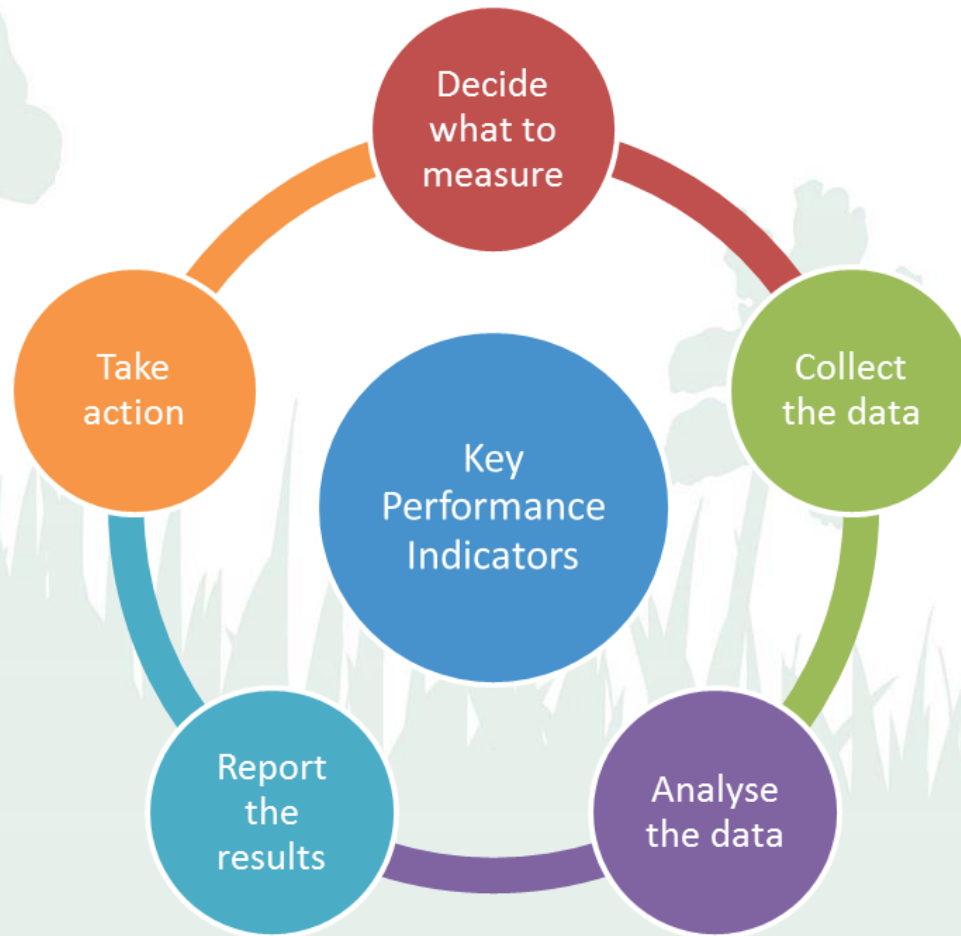 Decide
what to
measure
Collect
the data
Analyse
the data
Report
the
results
Take
action
Key
Performance
Indicators